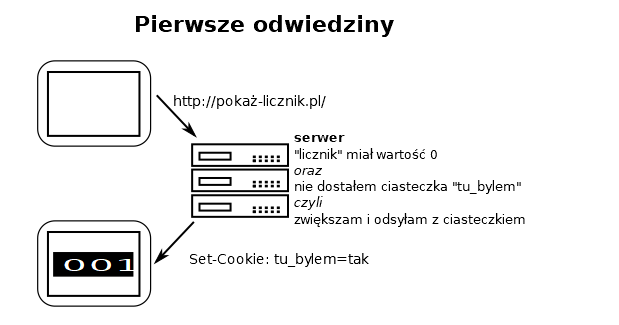 Pierwsze odwiedziny
http://pokaż-licznik.pl/
serwer
"licznik" miał wartość 0
oraz
nie dostałem ciasteczka "tu_bylem"
czyli
zwiększam i odsyłam z ciasteczkiem
Set-Cookie: tu_bylem=tak
001